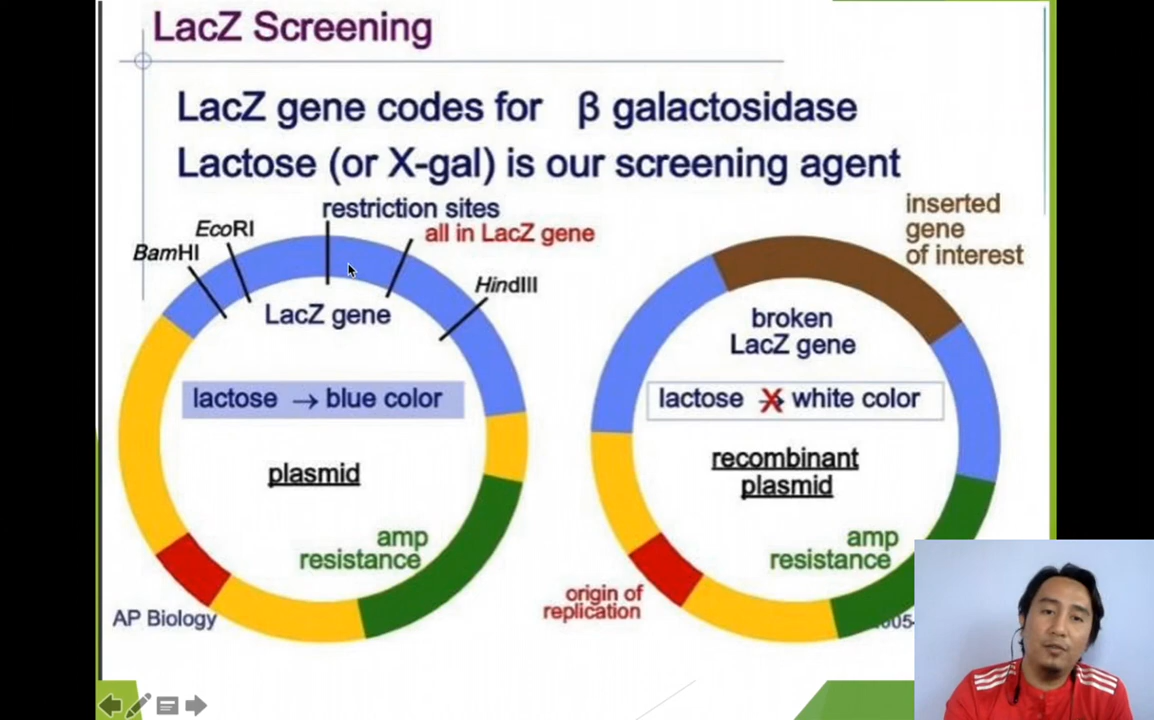 LacZ Screening
LacZ gene codes for β galactosidase
Lactose (or X-gal) is our screening agent
restriction sites
all in LacZ gene
EcoRI
BamHI
HindIII
LacZ gene
lactose → blue color
plasmid
amp
resistance
AP Biology
inserted
gene
of interest
broken
LacZ gene
lactose → white color
recombinant
plasmid
amp
resistance
origin of
replication